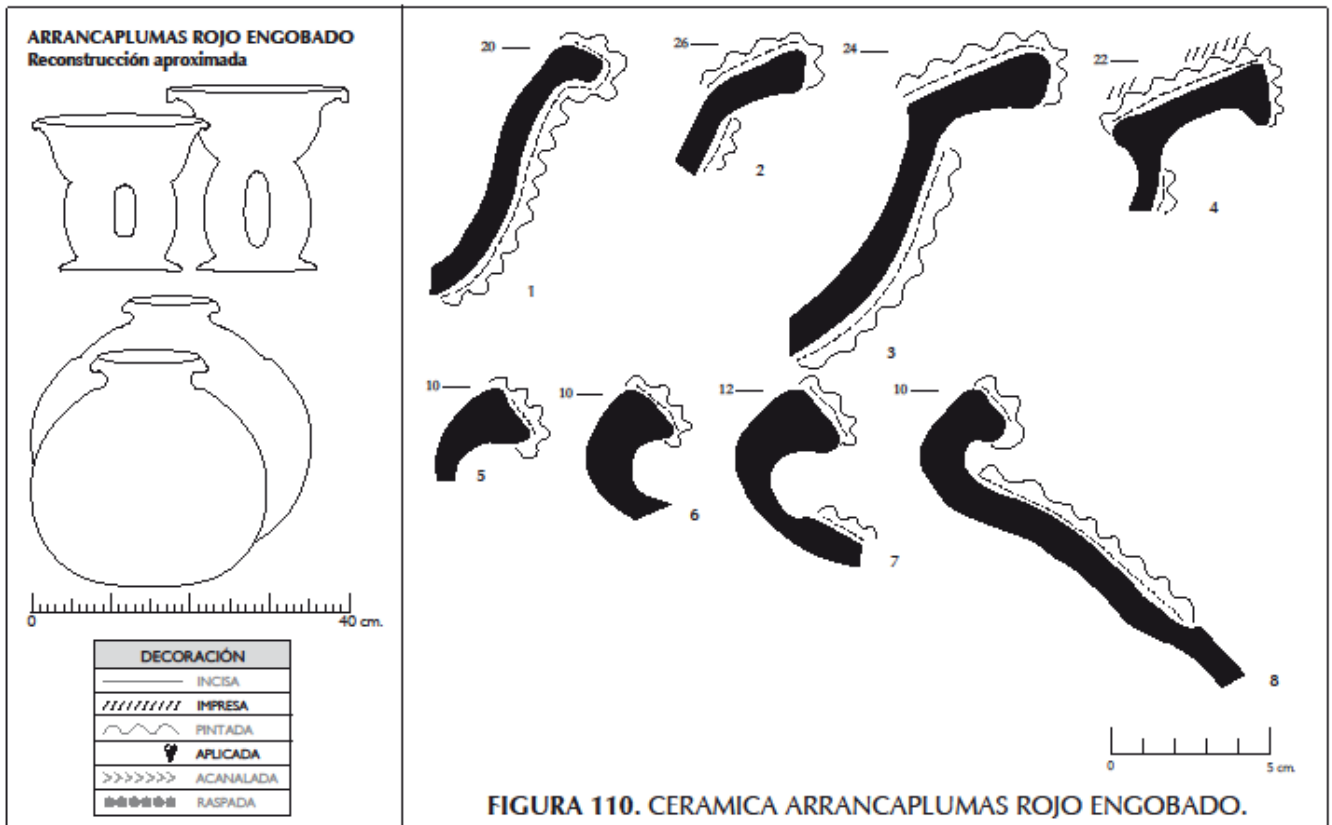 ARRANCAPLUMAS ROJO ENGOBADO
Reconstrucción aproximada
0 40 cm.
DECORACIÓN
INCISA
IMPRESA
PINTADA
APLICADA
ACANALADA
RASPADA
20
26
24
22
1
2
3
4
10
10
12
10
5
6
7
8
0 5 cm.
FIGURA 110. CERAMICA ARRANCAPLUMAS ROJO ENGOBADO.